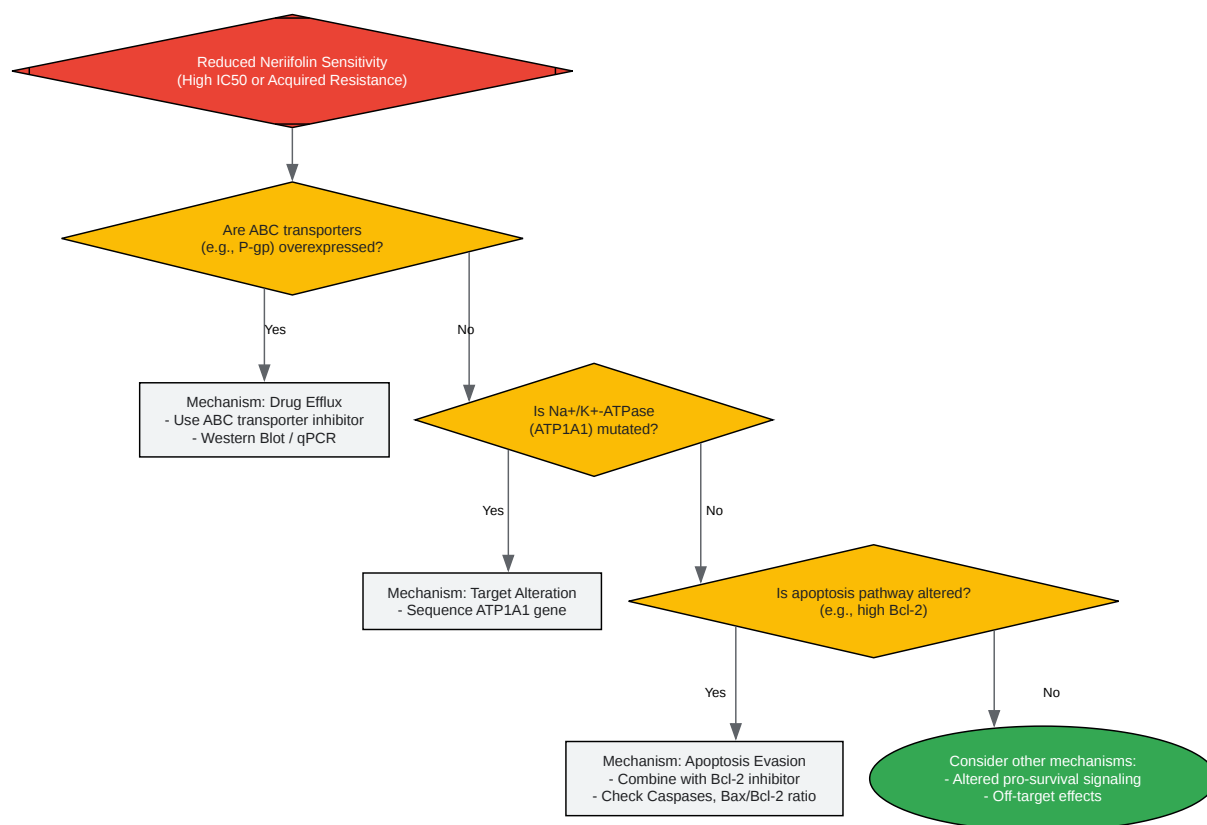 Reduced Neriifolin Sensitivity
(High IC50 or Acquired Resistance)
Are ABC transporters
(e.g., P-gp) overexpressed?
Yes
No
Mechanism: Drug Efflux
- Use ABC transporter inhibitor
- Western Blot / qPCR
Is Na+/K+-ATPase
(ATP1A1) mutated?
Yes
No
Mechanism: Target Alteration
- Sequence ATP1A1 gene
Is apoptosis pathway altered?
(e.g., high Bcl-2)
Yes
No
Mechanism: Apoptosis Evasion
- Combine with Bcl-2 inhibitor
- Check Caspases, Bax/Bcl-2 ratio
Consider other mechanisms:
- Altered pro-survival signaling
- Off-target effects